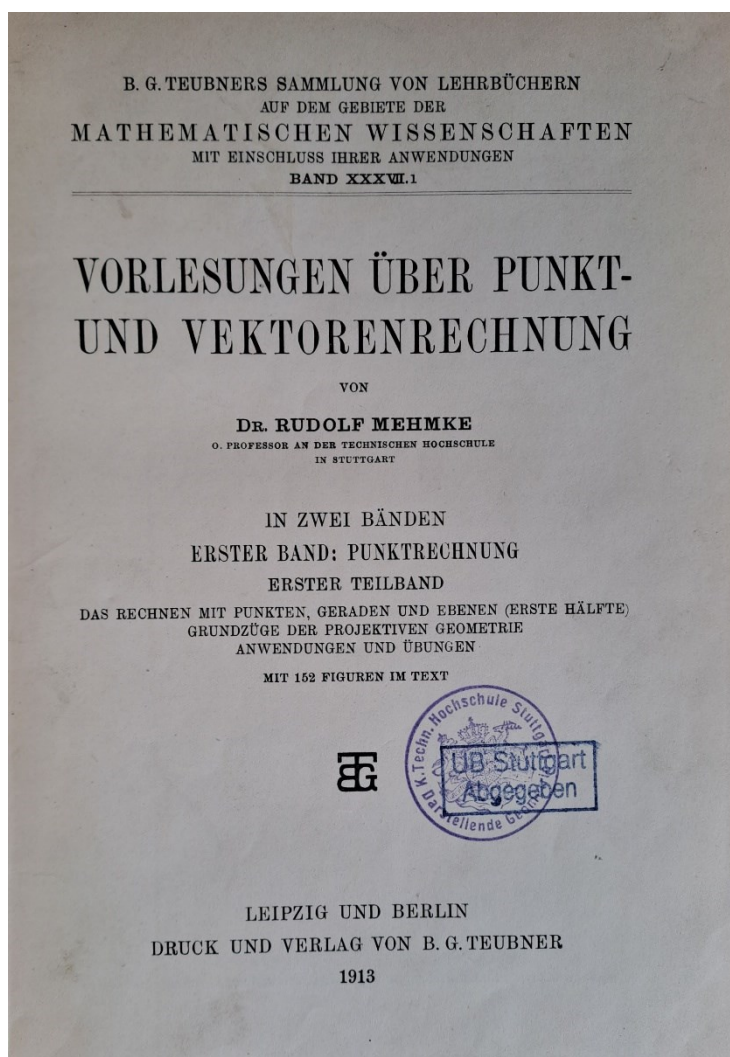 B. G. TEUBNERS SAMMLUNG VON LEHRBÜCHERN
AUF DEM GEBIETE DER
MATHEMATISCHEN WISSENSCHAFTEN
MIT EINSCHLUSS IHRER ANWENDUNGEN
BAND XXXVII.1
VORLESUNGEN ÜBER PUNKT-
UND VEKTORENRECHNUNG
VON
DR. RUDOLF MEHMKE
O. PROFESSOR AN DER TECHNISCHEN HOCHSCHULE
IN STUTTGART
IN ZWEI BÄNDEN
ERSTER BAND: PUNKTRECHNUNG
ERSTER TEILBAND
DAS RECHNEN MIT PUNKTEN, GERADEN UND EBENEN (ERSTE HÄLFTE)
GRUNDZÜGE DER PROJEKTIVEN GEOMETRIE
ANWENDUNGEN UND ÜBUNGEN
MIT 152 FIGUREN IM TEXT
K. Techn. Hochschule Stuttgart
Darstellende
UB Stuttgart
Abgegeben
BG
LEIPZIG UND BERLIN
DRUCK UND VERLAG VON B. G. TEUBNER
1913